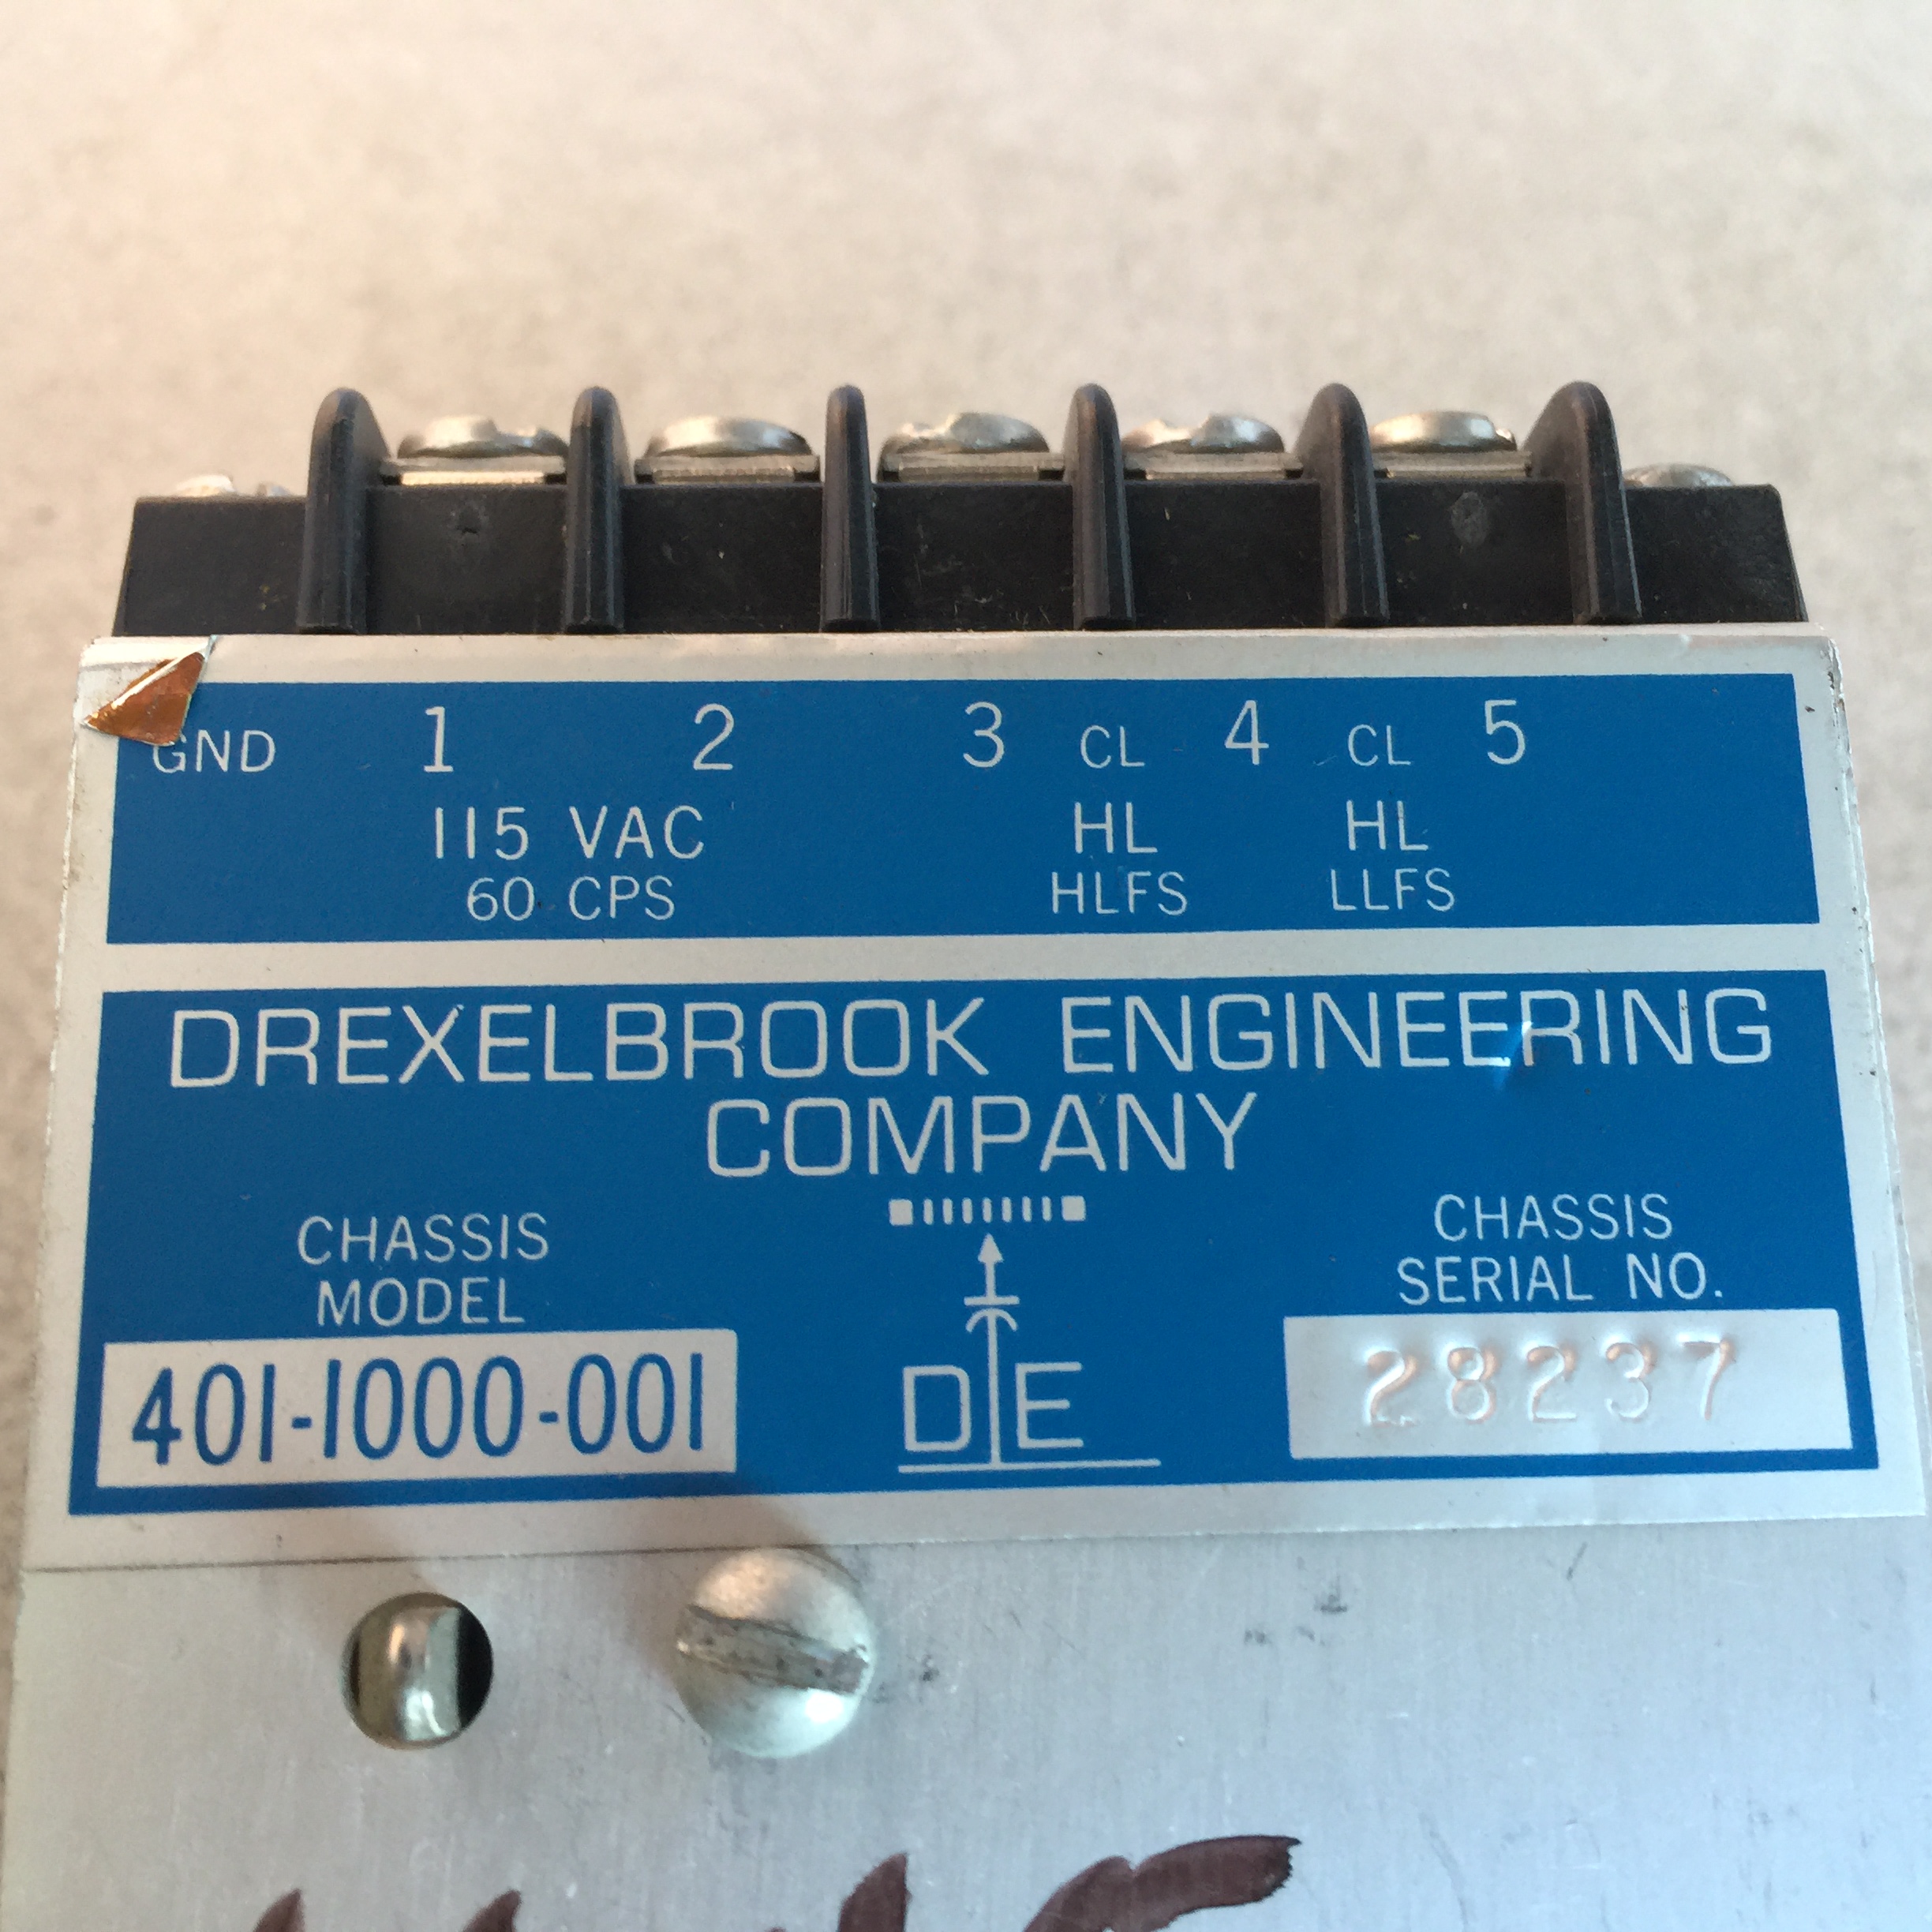 GND 1 2 3 CL 4 CL 5
115 VAC HL HL
60 CPS HLFS LLFS
DREXELBROOK ENGINEERING
COMPANY
CHASSIS
MODEL
401-1000-001
DE
CHASSIS
SERIAL NO.
28237